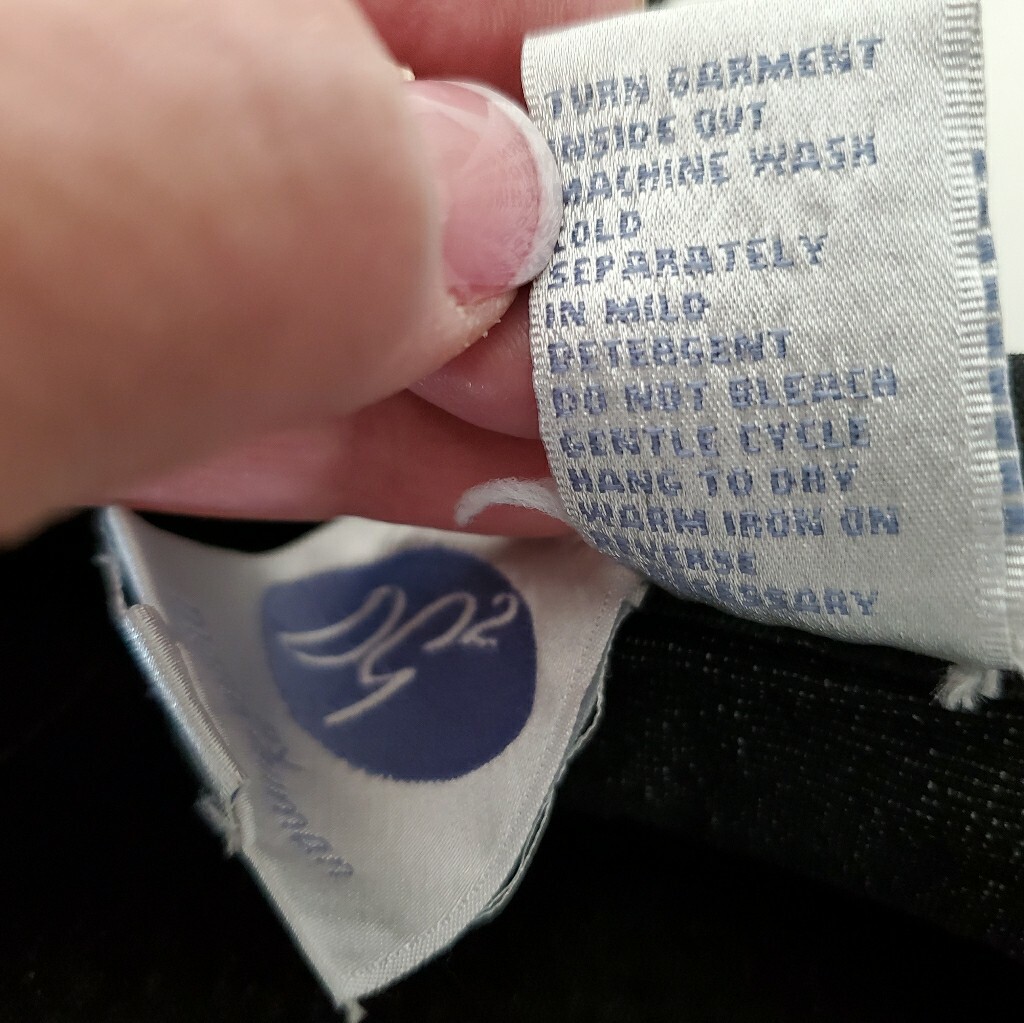 TURN GARMENT
INSIDE OUT
MACHINE WASH
COLD
SEPARATELY
IN MILD
DETERGENT
DO NOT BLEACH
GENTLE CYCLE
HANG TO DRY
WARM IRON ON